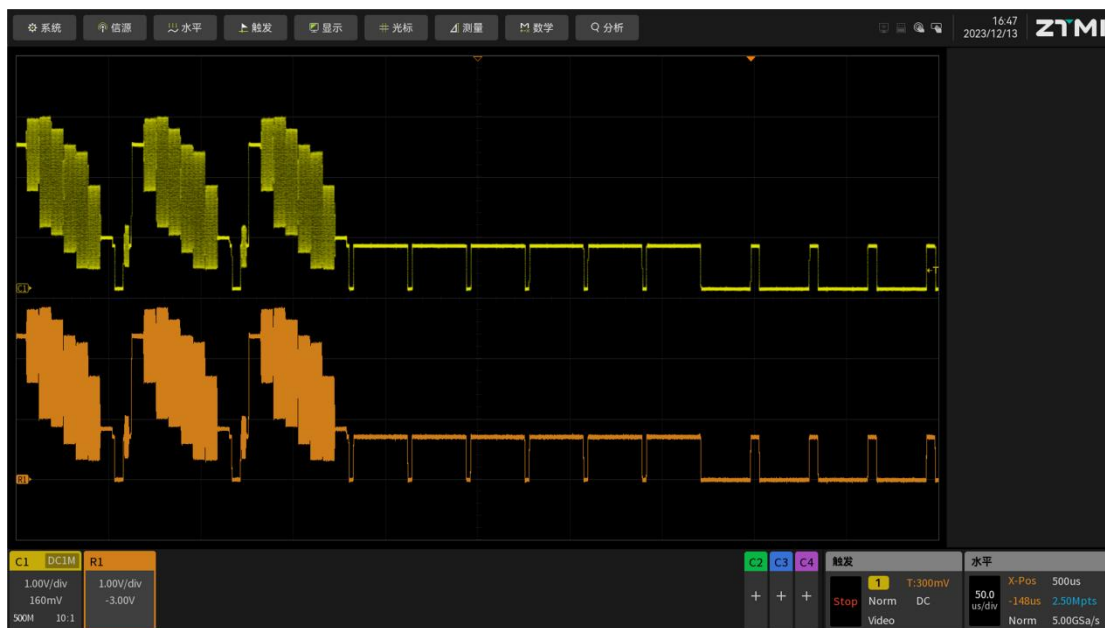 系统 信源 水平 触发 显示 光标 测量 数学 分析
16:47
2023/12/13
ZTMI
C1
T
R1
C1 DC1M
1.00V/div
160mV
500M 10:1
R1
1.00V/div
-3.00V
C2 C3 C4
+ + +
触发
1 T:300mV
Stop Norm DC
Video
水平
50.0
us/div
X-Pos 500us
-148us 2.50Mpts
Norm 5.00GSa/s